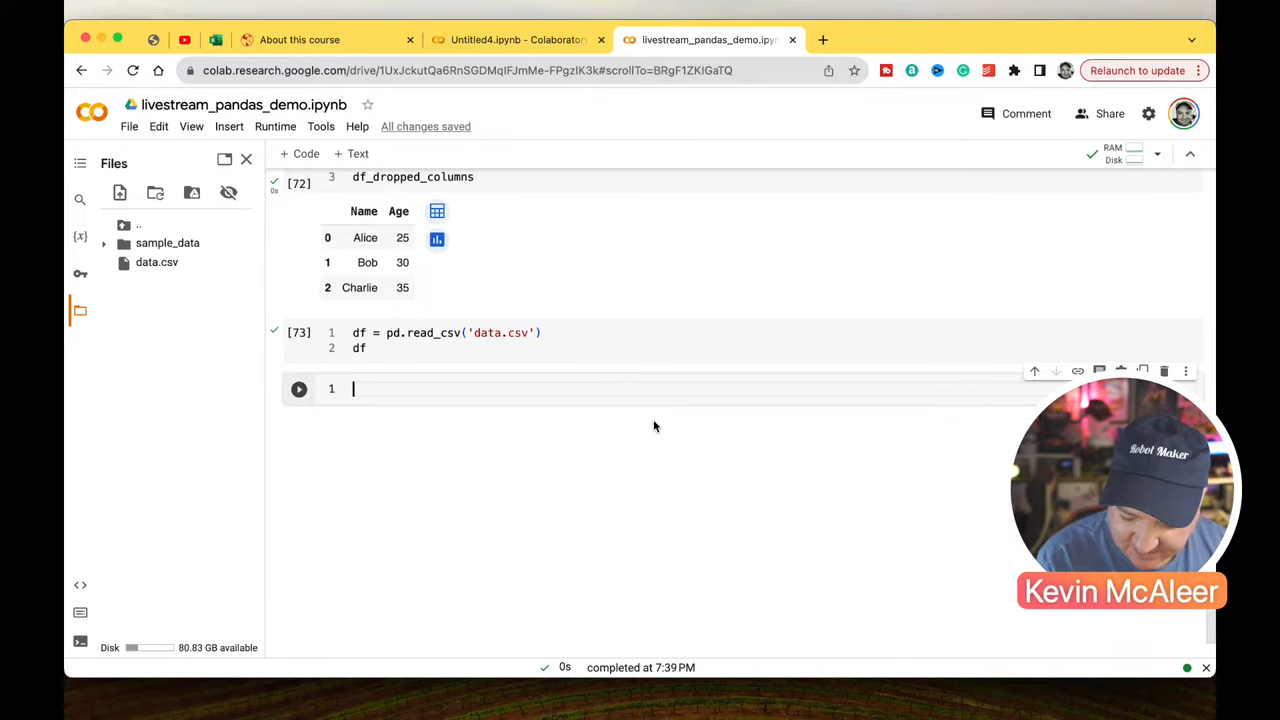 About this course
Untitled4.ipynb - Colaboratory
livestream_pandas_demo.ipyn
colab.research.google.com/drive/1UxJckutQa6RnSGDMqIFJmMe-FPgzlK3k#scrollTo=BRgF1ZKiGaTQ
Relaunch to update
livestream_pandas_demo.ipynb
File Edit View Insert Runtime Tools Help All changes saved
Comment
Share
Files
+ Code + Text
RAM
Disk
..
sample_data
data.csv
[72]
0s
3 df_dropped_columns
Name Age
0 Alice 25
1 Bob 30
2 Charlie 35
[73] 1 df = pd.read_csv('data.csv')
2 df
1
Robot Maker
Kevin McAleer
Disk 80.83 GB available
0s completed at 7:39 PM